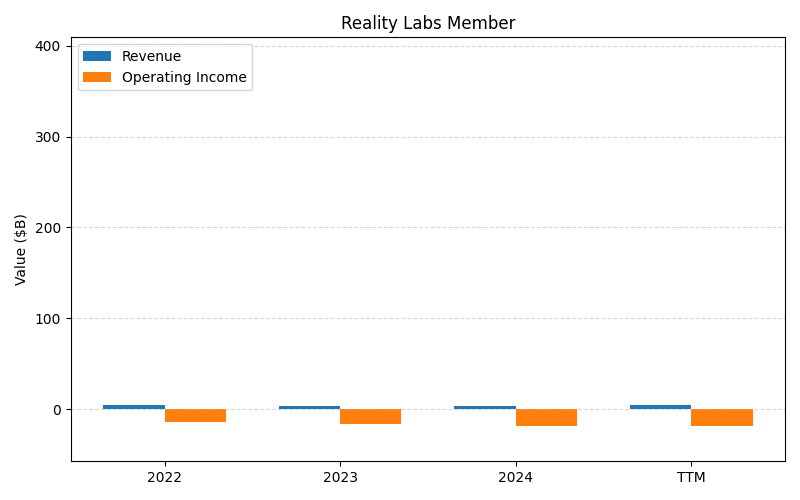 Reality Labs Member
Revenue
Operating Income
Value ($B)
400
300
200
100
0
2022
2023
2024
TTM